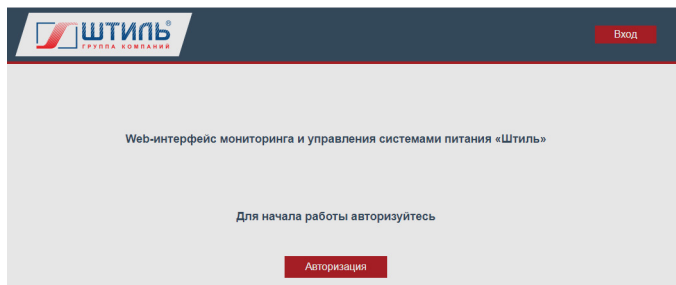 ШТИЛЬ®
ГРУППА КОМПАНИЙ
Вход
Web-интерфейс мониторинга и управления системами питания «Штиль»
Для начала работы авторизуйтесь
Авторизация